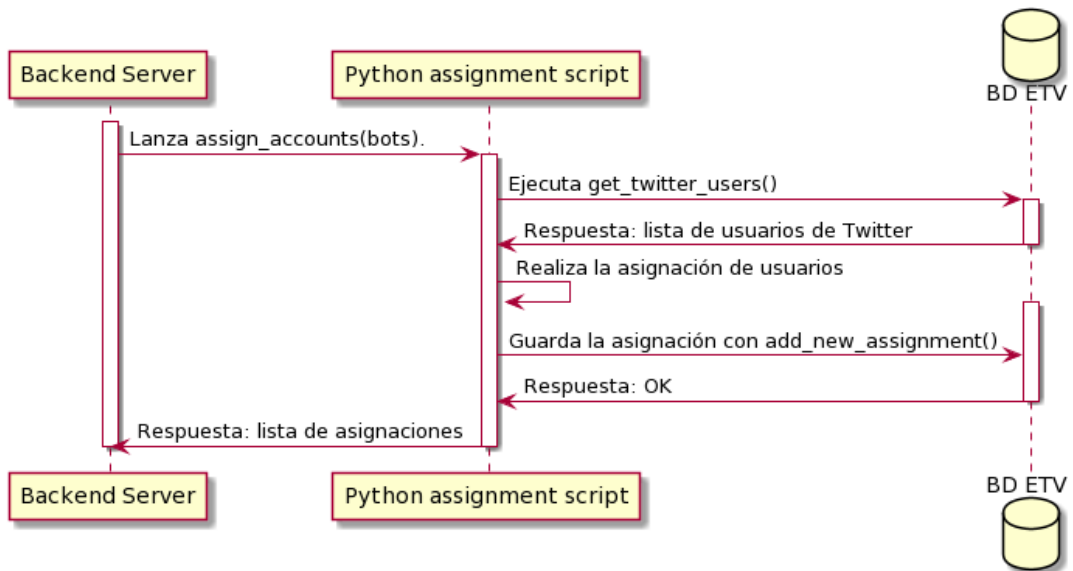 Backend Server
Python assignment script
BD ETV
Lanza assign_accounts(bots).
Ejecuta get_twitter_users()
Respuesta: lista de usuarios de Twitter
Realiza la asignación de usuarios
Guarda la asignación con add_new_assignment()
Respuesta: OK
Respuesta: lista de asignaciones
Backend Server
Python assignment script
BD ETV